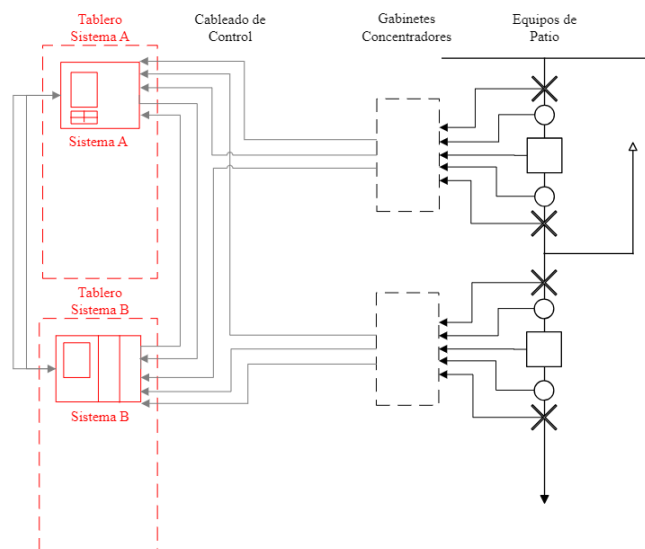 Tablero
Sistema A
Cableado de
Control
Gabinetes
Concentradores
Equipos de
Patio
Sistema A
Tablero
Sistema B
Sistema B